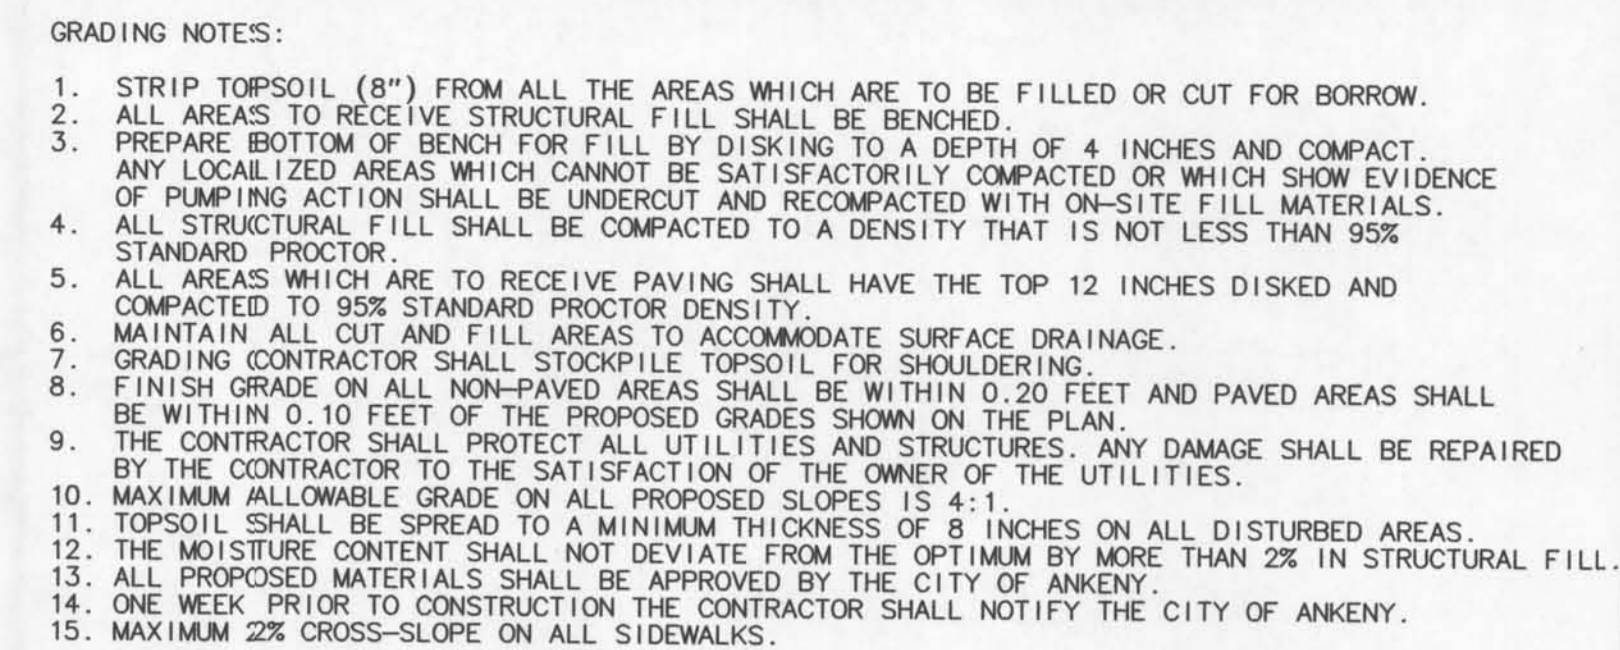 GRADING NOTES:
1. STRIP TOPSOIL (8") FROM ALL THE AREAS WHICH ARE TO BE FILLED OR CUT FOR BORROW.
2. ALL AREAS TO RECEIVE STRUCTURAL FILL SHALL BE BENCHED.
3. PREPARE BOTTOM OF BENCH FOR FILL BY DISKING TO A DEPTH OF 4 INCHES AND COMPACT.
ANY LOCALIZED AREAS WHICH CANNOT BE SATISFACTORILY COMPACTED OR WHICH SHOW EVIDENCE
OF PUMPING ACTION SHALL BE UNDERCUT AND RECOMPACTED WITH ON-SITE FILL MATERIALS.
4. ALL STRUCTURAL FILL SHALL BE COMPACTED TO A DENSITY THAT IS NOT LESS THAN 95%
STANDARD PROCTOR.
5. ALL AREAS WHICH ARE TO RECEIVE PAVING SHALL HAVE THE TOP 12 INCHES DISKED AND
COMPACTED TO 95% STANDARD PROCTOR DENSITY.
6. MAINTAIN ALL CUT AND FILL AREAS TO ACCOMMODATE SURFACE DRAINAGE.
7. GRADING CONTRACTOR SHALL STOCKPILE TOPSOIL FOR SHOULDERING.
8. FINISH GRADE ON ALL NON-PAVED AREAS SHALL BE WITHIN 0.20 FEET AND PAVED AREAS SHALL
BE WITHIN 0.10 FEET OF THE PROPOSED GRADES SHOWN ON THE PLAN.
9. THE CONTRACTOR SHALL PROTECT ALL UTILITIES AND STRUCTURES. ANY DAMAGE SHALL BE REPAIRED
BY THE CONTRACTOR TO THE SATISFACTION OF THE OWNER OF THE UTILITIES.
10. MAXIMUM ALLOWABLE GRADE ON ALL PROPOSED SLOPES IS 4:1.
11. TOPSOIL SHALL BE SPREAD TO A MINIMUM THICKNESS OF 8 INCHES ON ALL DISTURBED AREAS.
12. THE MOISTURE CONTENT SHALL NOT DEVIATE FROM THE OPTIMUM BY MORE THAN 2% IN STRUCTURAL FILL.
13. ALL PROPOSED MATERIALS SHALL BE APPROVED BY THE CITY OF ANKENY.
14. ONE WEEK PRIOR TO CONSTRUCTION THE CONTRACTOR SHALL NOTIFY THE CITY OF ANKENY.
15. MAXIMUM 2% CROSS-SLOPE ON ALL SIDEWALKS.